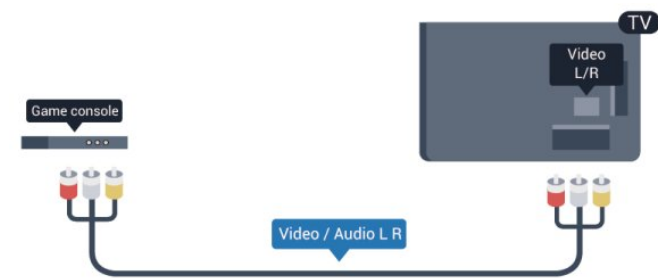 TV
Video
L/R
Game console
Video / Audio L R